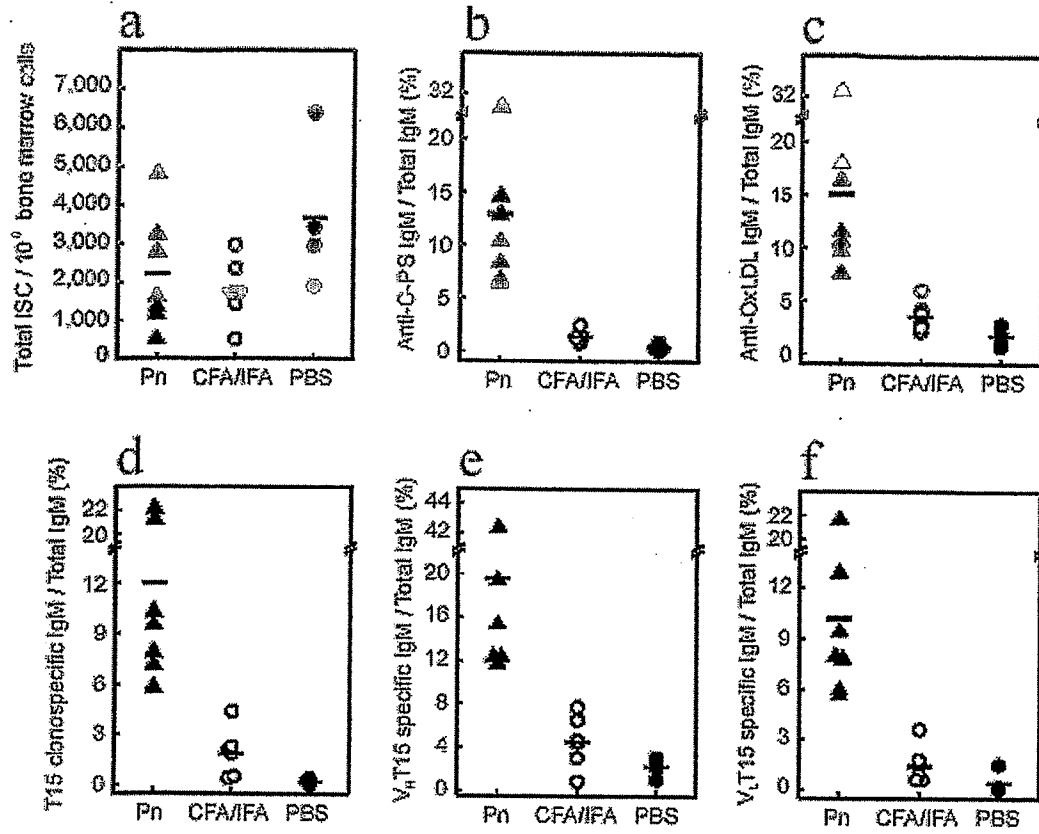 a
Total ISC / 10⁶ bone marrow cells
7,000
6,000
5,000
4,000
3,000
2,000
1,000
0
Pn CFA/IFA PBS
b
Anti-C-PS IgM / Total IgM (%)
32
20
15
10
5
0
Pn CFA/IFA PBS
c
Anti-OxLDL IgM / Total IgM (%)
32
20
15
10
5
0
Pn CFA/IFA PBS
d
T15 clonospecific IgM / Total IgM (%)
22
20
12
9
6
3
0
Pn CFA/IFA PBS
e
VHT15 specific IgM / Total IgM (%)
44
42
20
16
12
8
4
0
Pn CFA/IFA PBS
f
VLT15 specific IgM / Total IgM (%)
22
20
12
9
6
3
0
Pn CFA/IFA PBS